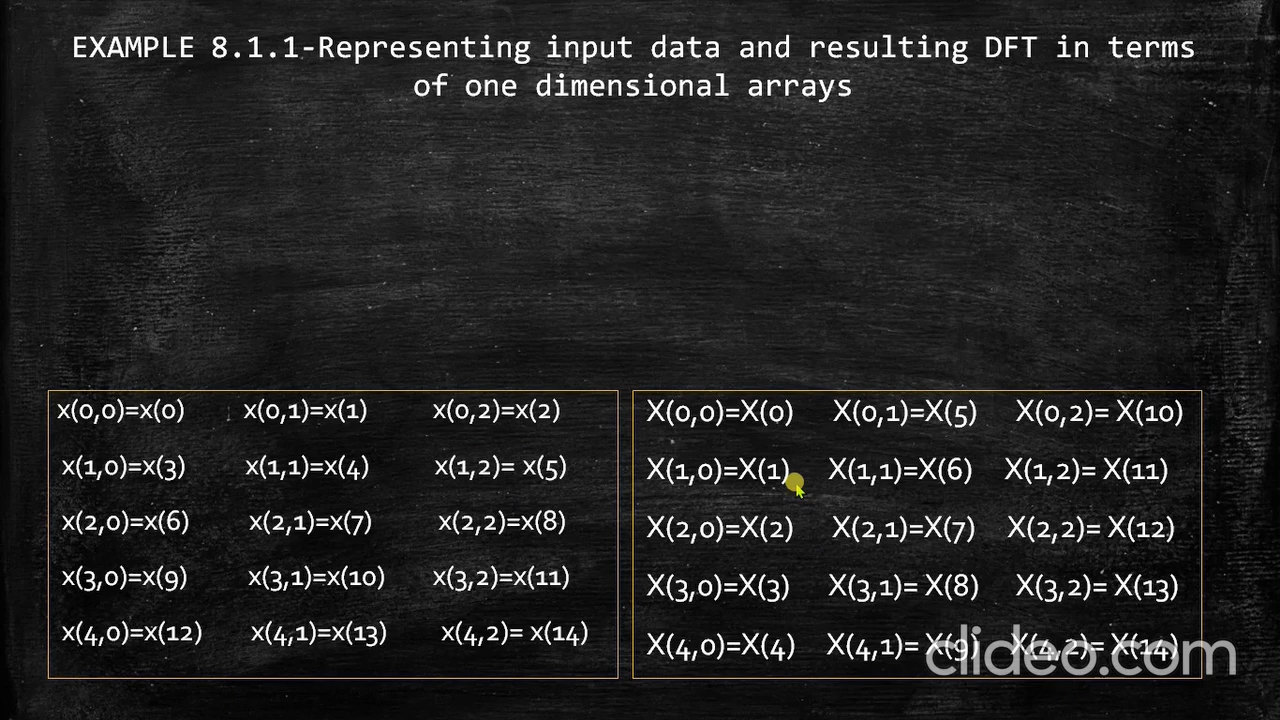 EXAMPLE 8.1.1-Representing input data and resulting DFT in terms
of one dimensional arrays
x(0,0)=x(0) x(0,1)=x(1) x(0,2)=x(2)
x(1,0)=x(3) x(1,1)=x(4) x(1,2)= x(5)
x(2,0)=x(6) x(2,1)=x(7) x(2,2)=x(8)
x(3,0)=x(9) x(3,1)=x(10) x(3,2)=x(11)
x(4,0)=x(12) x(4,1)=x(13) x(4,2)= x(14)
X(0,0)=X(0) X(0,1)=X(5) X(0,2)= X(10)
X(1,0)=X(1) X(1,1)=X(6) X(1,2)= X(11)
X(2,0)=X(2) X(2,1)=X(7) X(2,2)= X(12)
X(3,0)=X(3) X(3,1)= X(8) X(3,2)= X(13)
X(4,0)=X(4) X(4,1)= X(9) X(4,2)= X(14)
clideo.com